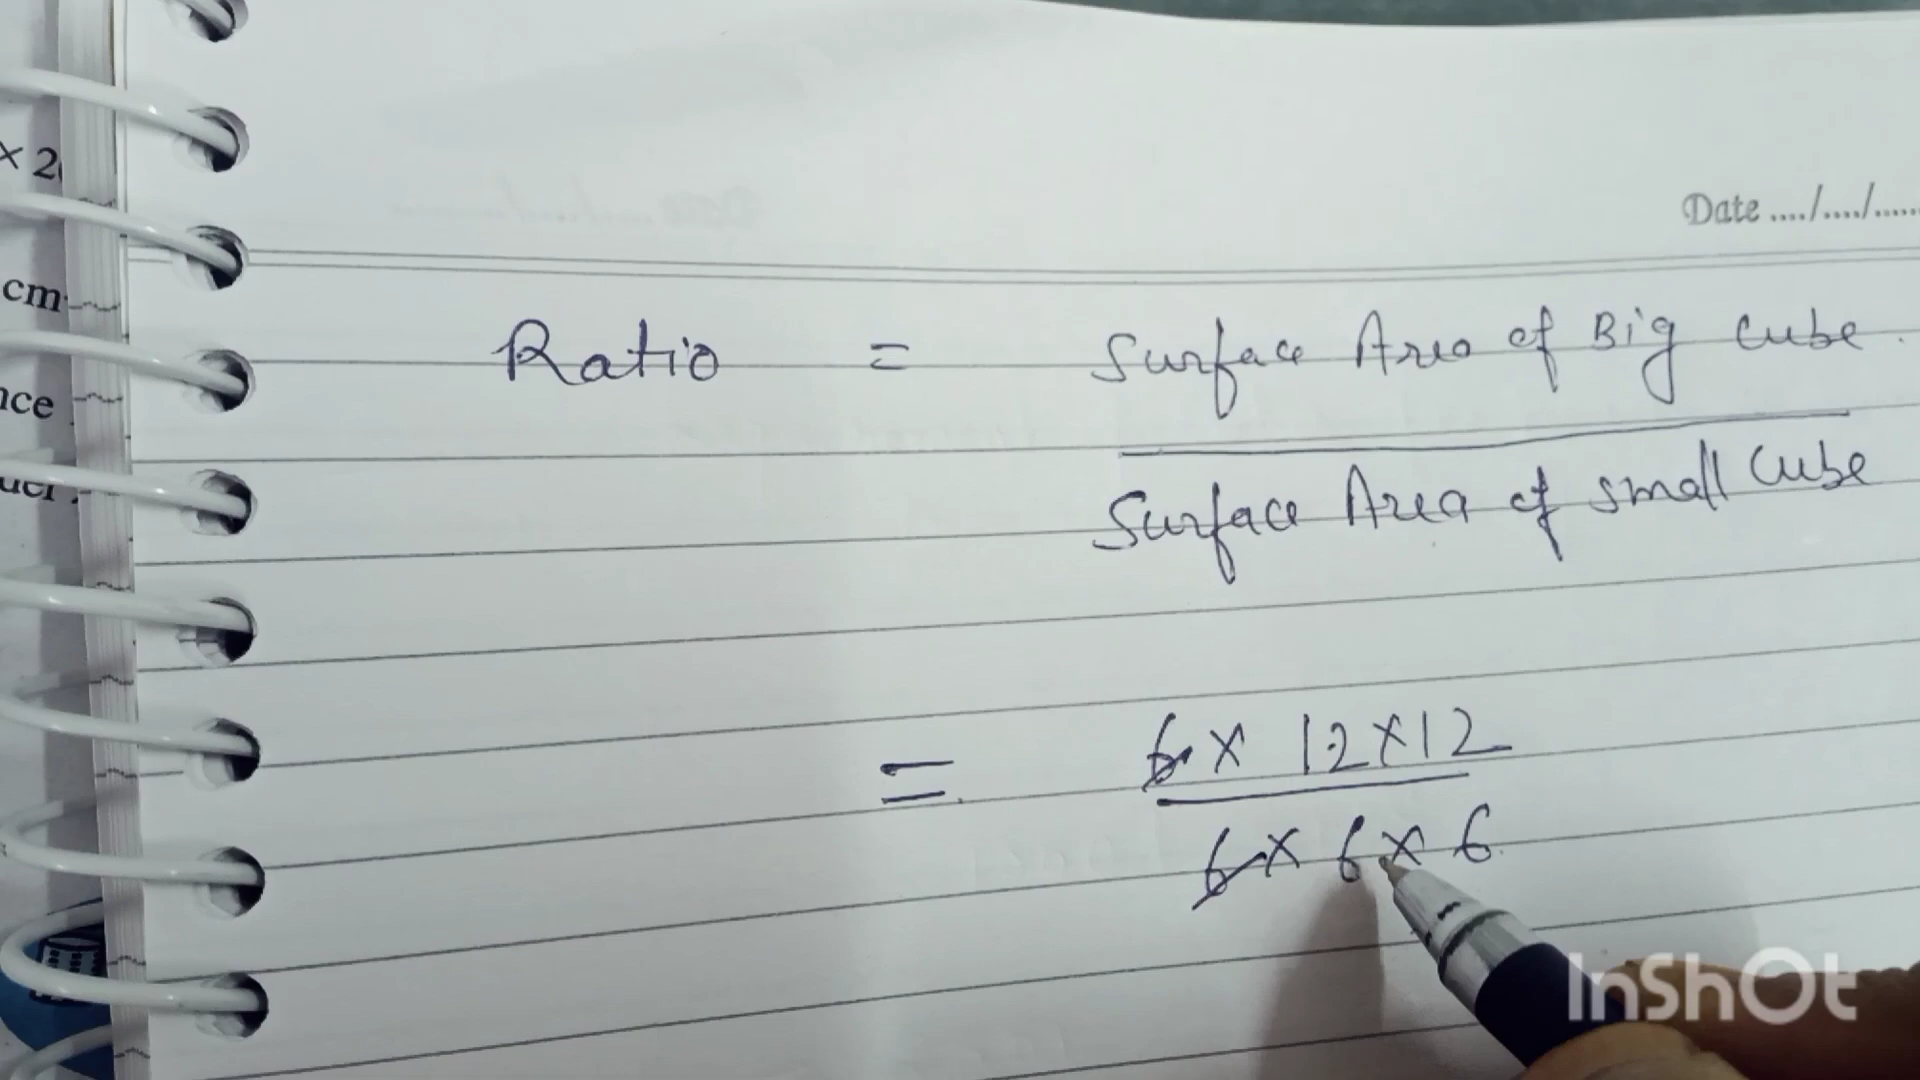 × 2
Date ..../..../.....
cm
Ratio = Surface Area of Big Cube
nce
Surface Area of small Cube
= 6 × 12 × 12
6 × 6 × 6
InShOt